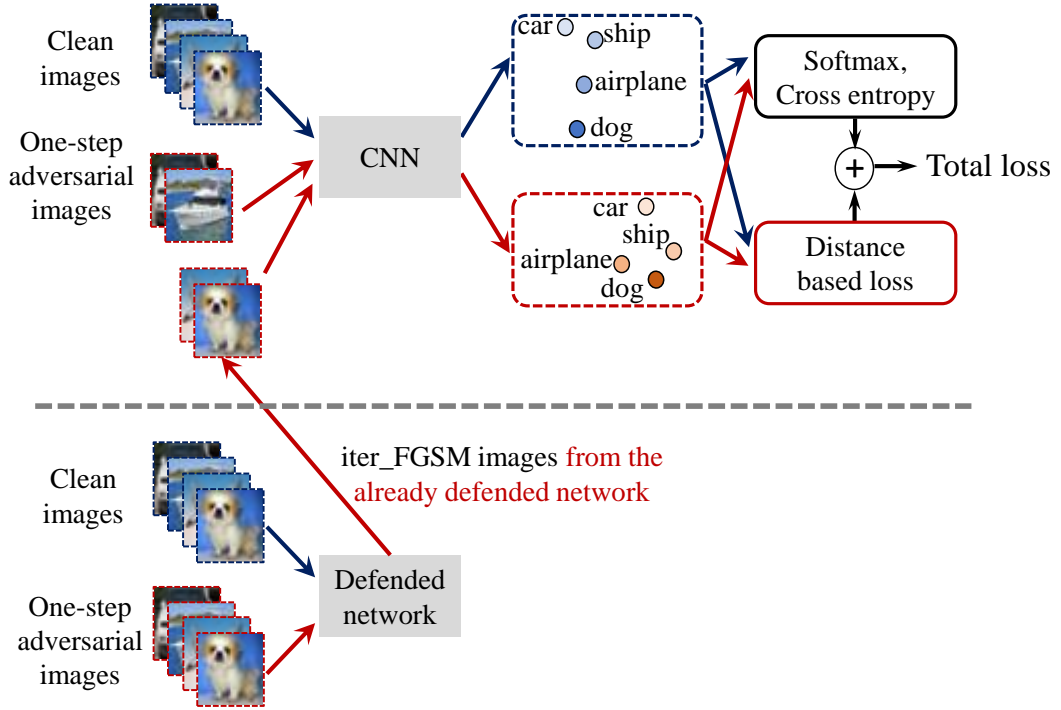 Clean
images
One-step
adversarial
images
CNN
car
ship
airplane
dog
car
ship
airplane
dog
Softmax,
Cross entropy
+
Total loss
Distance
based loss
iter_FGSM images from the
already defended network
Clean
images
One-step
adversarial
images
Defended
network